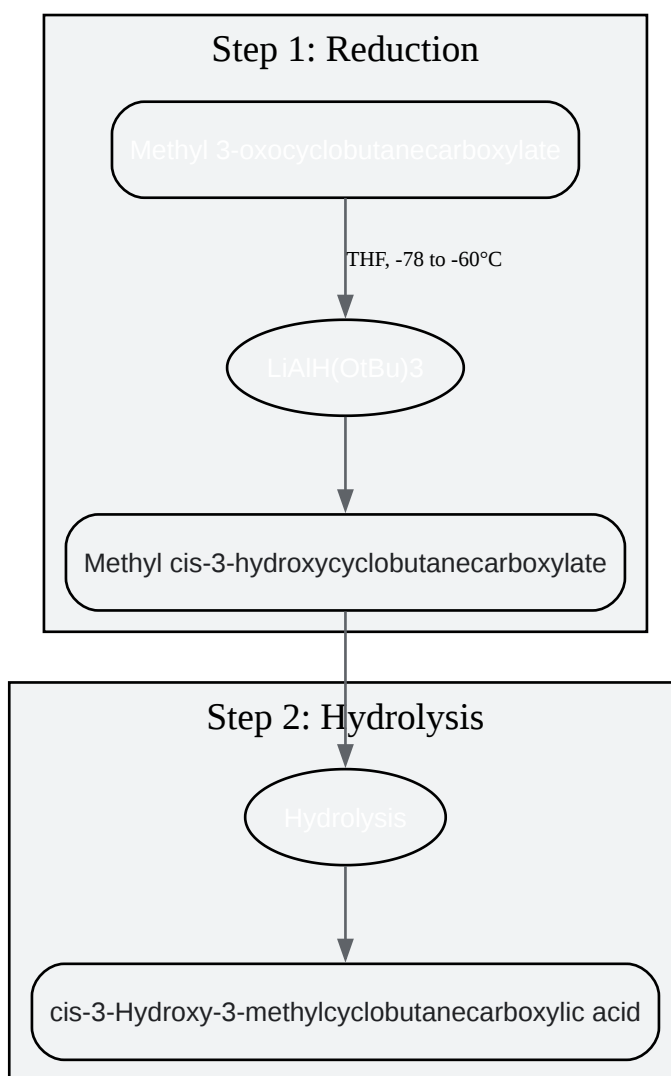 Step 1: Reduction
Methyl 3-oxocyclobutanecarboxylate
THF, -78 to -60°C
LiAlH(OtBu)3
Methyl cis-3-hydroxycyclobutanecarboxylate
Step 2: Hydrolysis
Hydrolysis
cis-3-Hydroxy-3-methylcyclobutanecarboxylic acid